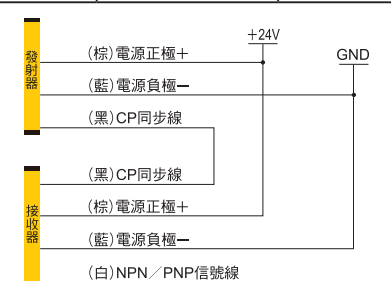 +24V
GND
發射器
(棕)電源正極+
(藍)電源負極−
(黑)CP同步線
接收器
(黑)CP同步線
(棕)電源正極+
(藍)電源負極−
(白)NPN／PNP信號線